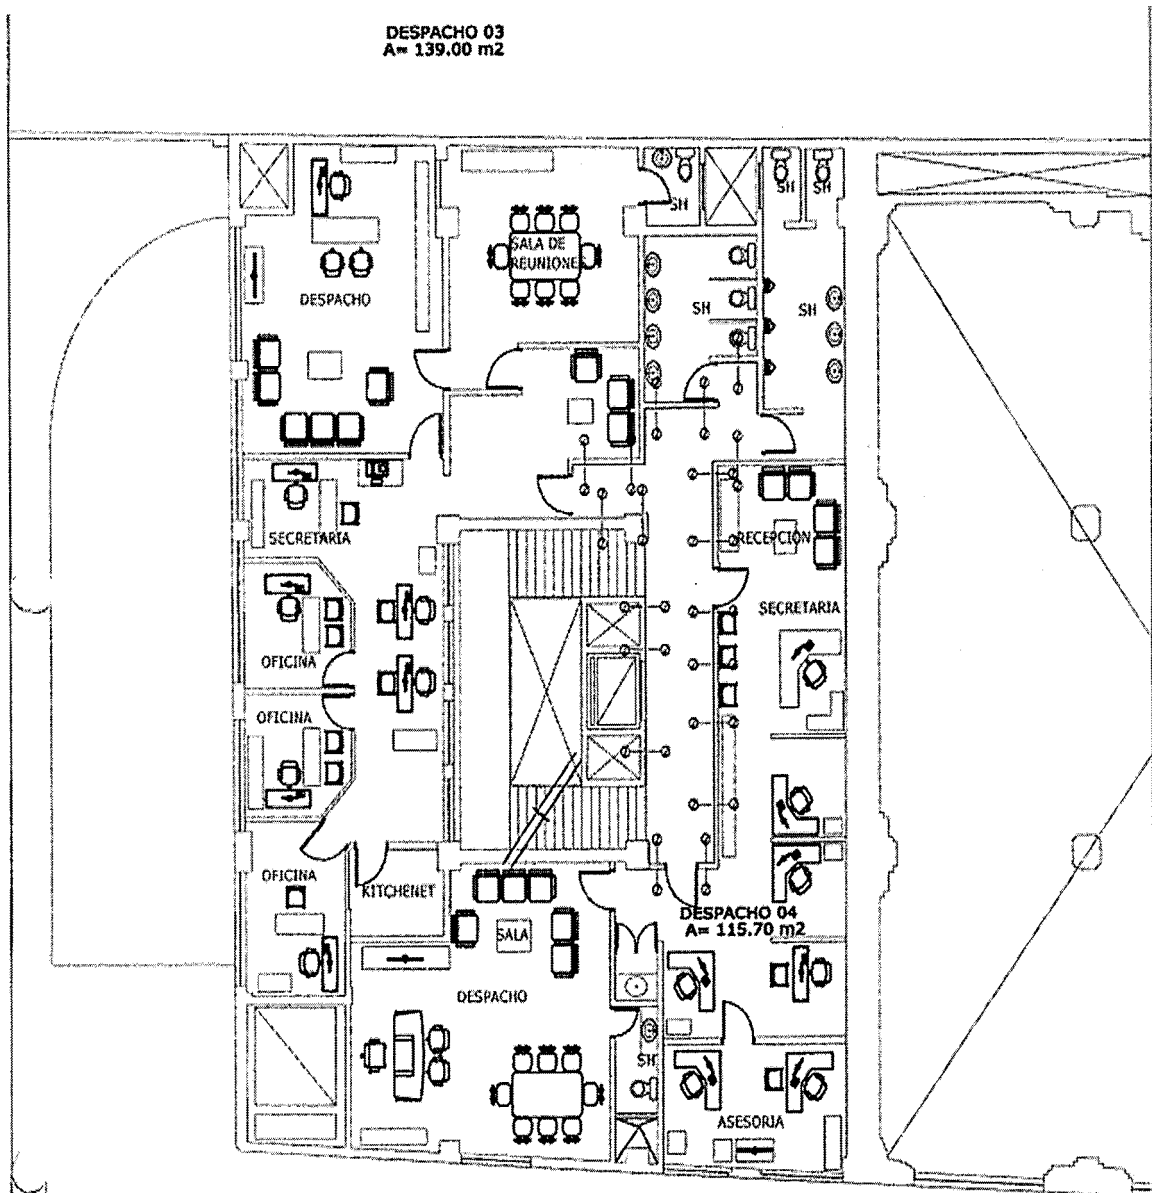 DESPACHO 03
A= 139.00 m2
SH
SH
SH
SALA DE
REUNIONE
DESPACHO
SH
SH
SECRETARIA
RECEPCION
SECRETARIA
OFICINA
OFICINA
OFICINA
KITCHENET
DESPACHO 04
A= 115.70 m2
SALA
DESPACHO
SH
ASESORIA